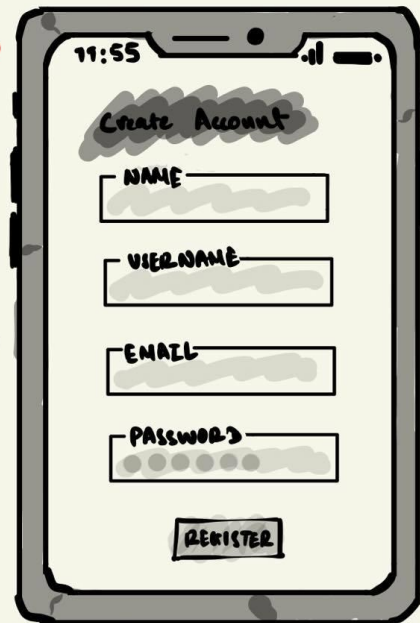 11:55
Create Account
NAME
USERNAME
EMAIL
PASSWORD
REGISTER